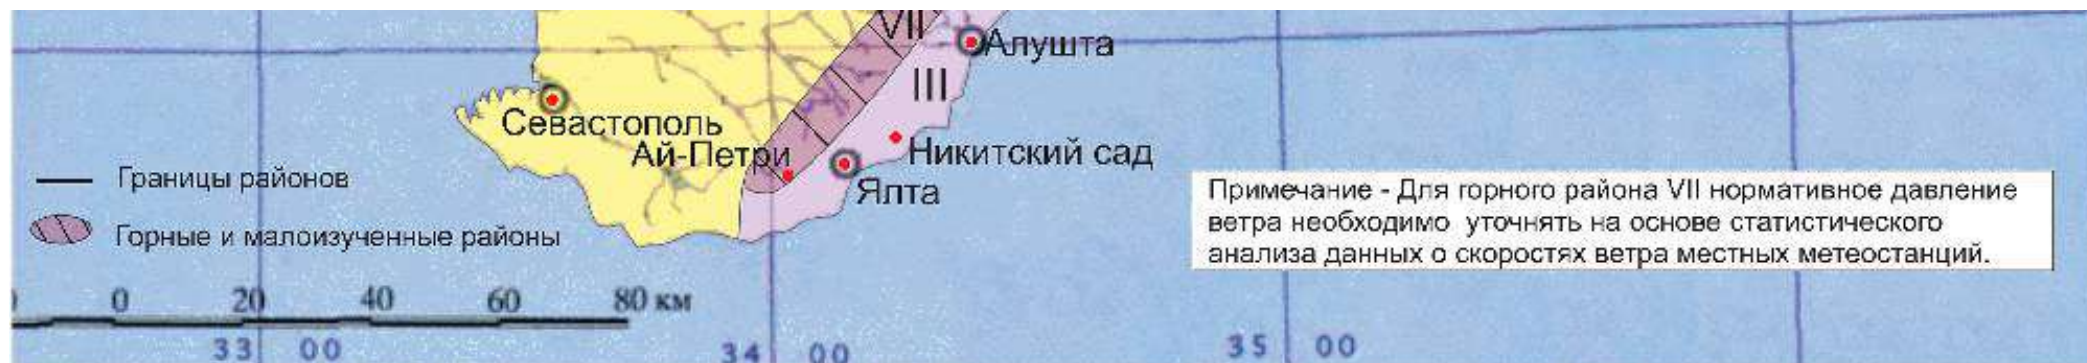 VII
Алушта
III
Севастополь
Ай-Петри
Никитский сад
Ялта
Границы районов
Горные и малоизученные районы
Примечание - Для горного района VII нормативное давление
ветра необходимо уточнять на основе статистического
анализа данных о скоростях ветра местных метеостанций.
0 20 40 60 80 км
33 00 34 00 35 00